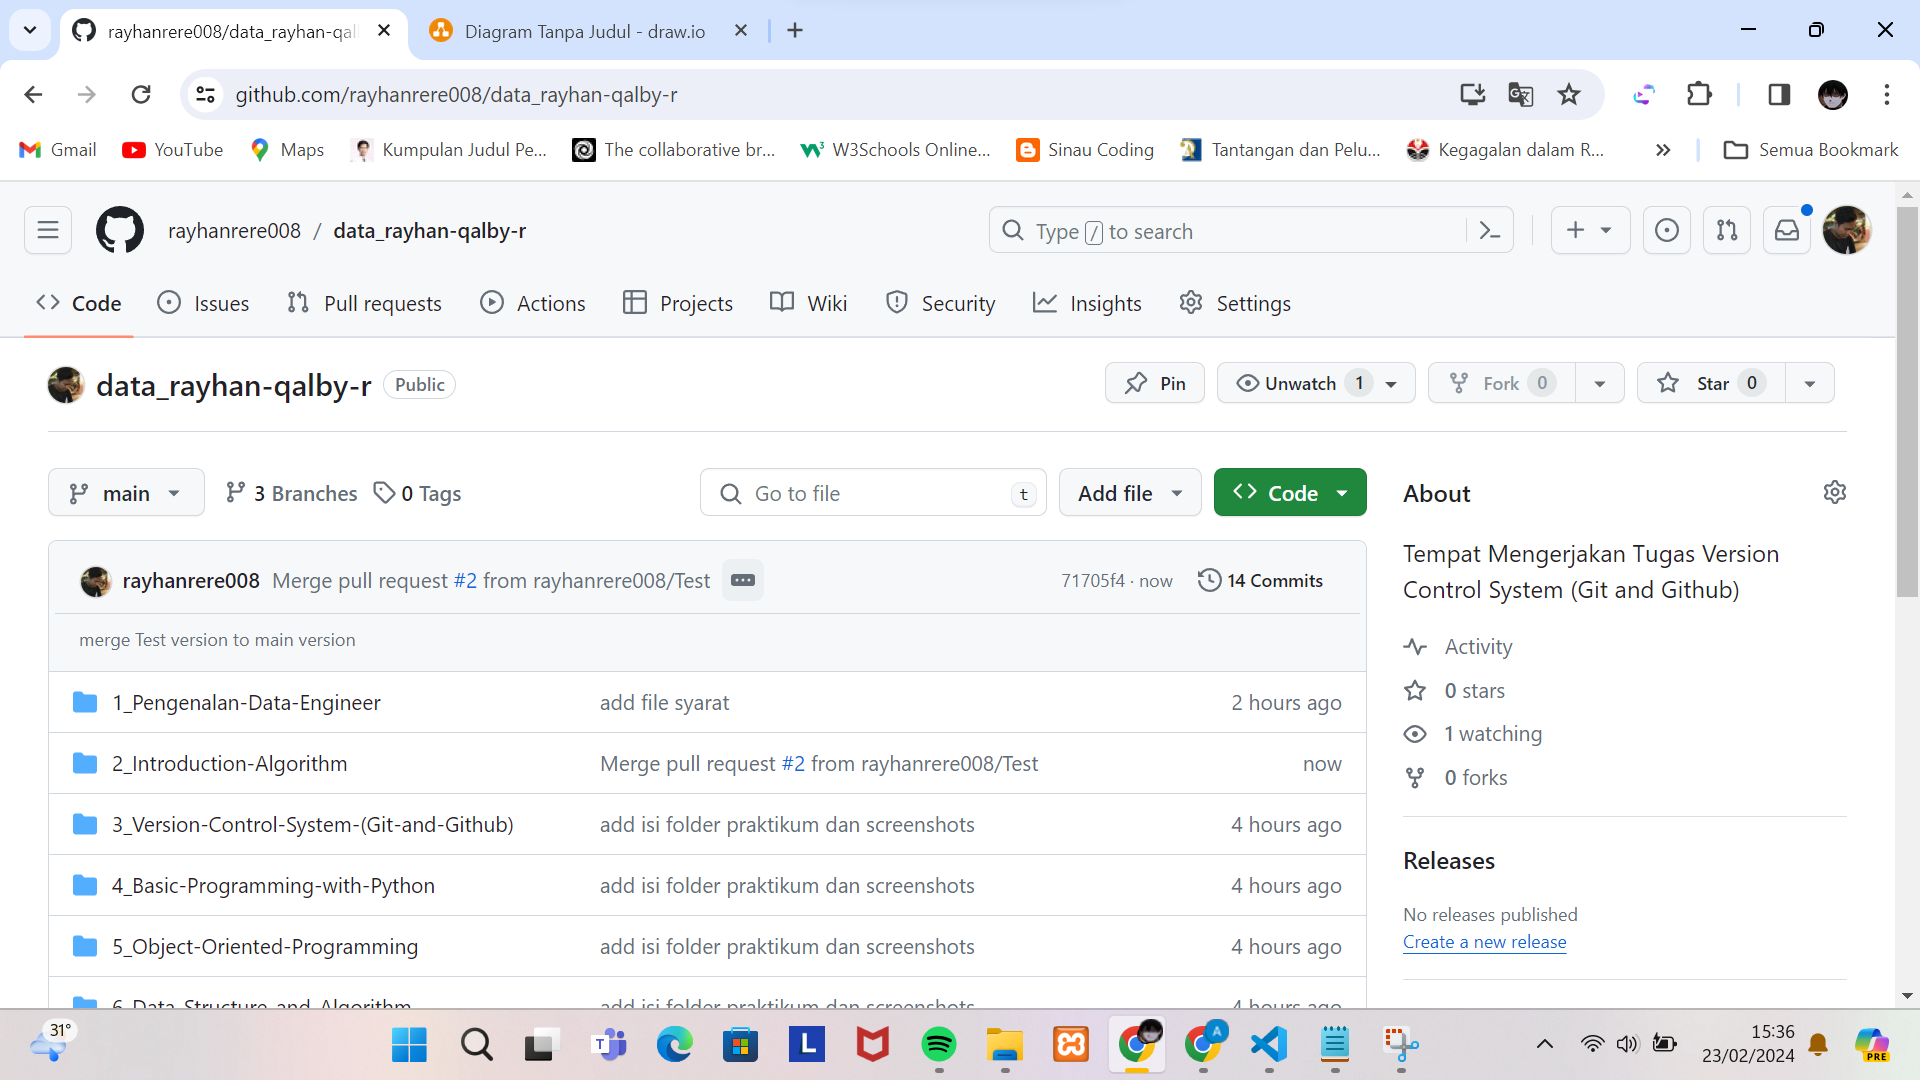 rayhanrere008/data_rayhan-qal
Diagram Tanpa Judul - draw.io
github.com/rayhanrere008/data_rayhan-qalby-r
Gmail
YouTube
Maps
Kumpulan Judul Pe...
The collaborative br...
W3Schools Online...
Sinau Coding
Tantangan dan Pelu...
Kegagalan dalam R...
Semua Bookmark
rayhanrere008 / data_rayhan-qalby-r
Type / to search
Code
Issues
Pull requests
Actions
Projects
Wiki
Security
Insights
Settings
data_rayhan-qalby-r Public
Pin
Unwatch 1
Fork 0
Star 0
main
3 Branches
0 Tags
Go to file t
Add file
Code
About
Tempat Mengerjakan Tugas Version
Control System (Git and Github)
Activity
0 stars
1 watching
0 forks
Releases
No releases published
Create a new release
rayhanrere008 Merge pull request #2 from rayhanrere008/Test
71705f4 · now
14 Commits
merge Test version to main version
1_Pengenalan-Data-Engineer add file syarat 2 hours ago
2_Introduction-Algorithm Merge pull request #2 from rayhanrere008/Test now
3_Version-Control-System-(Git-and-Github) add isi folder praktikum dan screenshots 4 hours ago
4_Basic-Programming-with-Python add isi folder praktikum dan screenshots 4 hours ago
5_Object-Oriented-Programming add isi folder praktikum dan screenshots 4 hours ago
6_Data_Structure_and_Algorithm add isi folder praktikum dan screenshots 4 hours ago
31°
T
L
A
15:36
23/02/2024
PRE